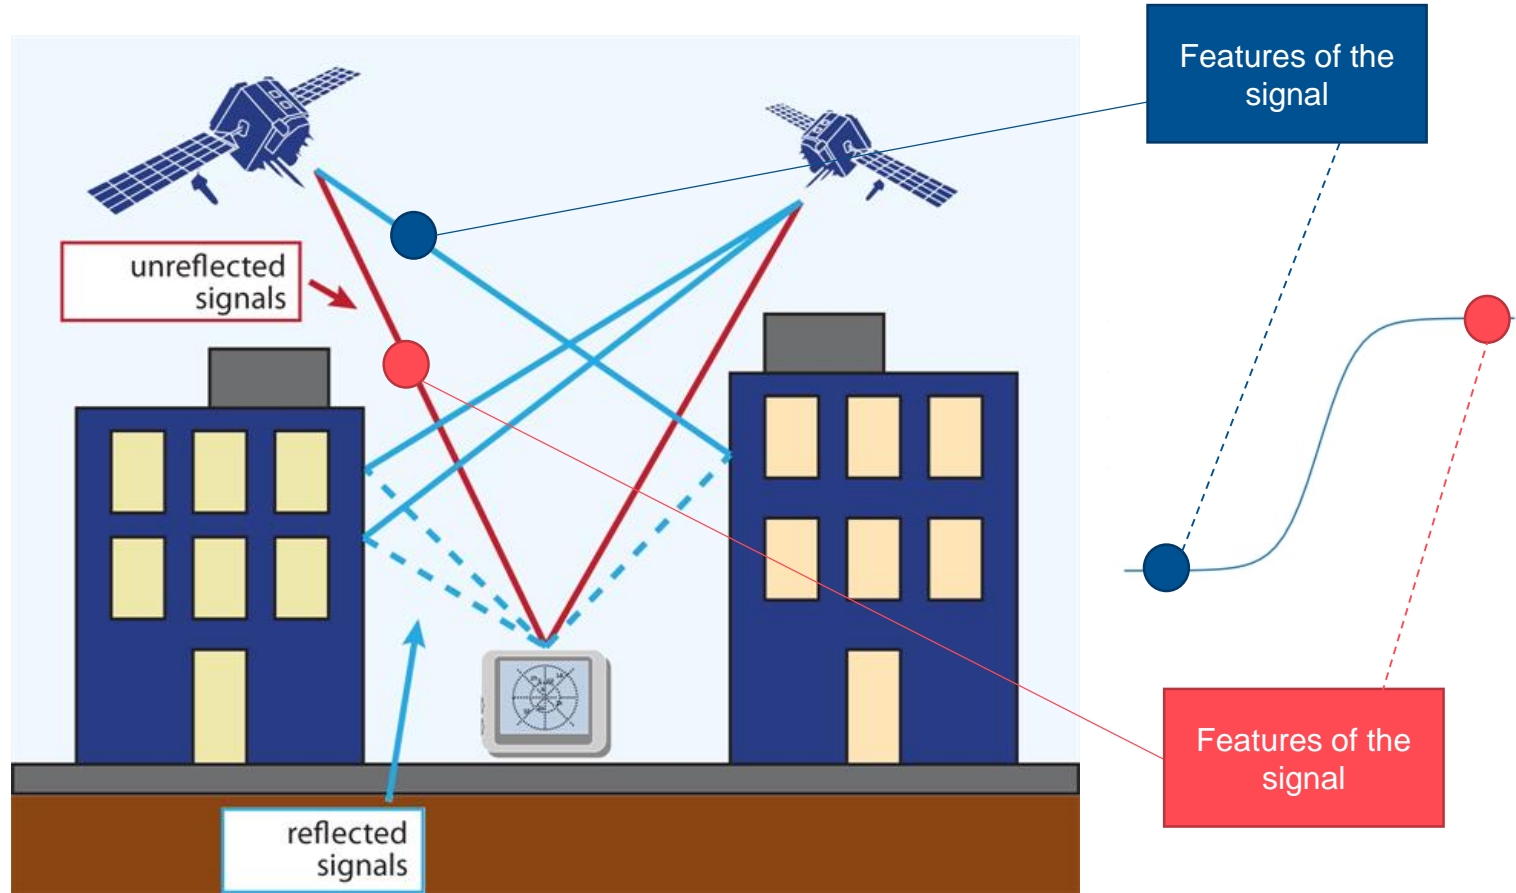 Features of the
signal
unreflected
signals
Features of the
signal
reflected
signals